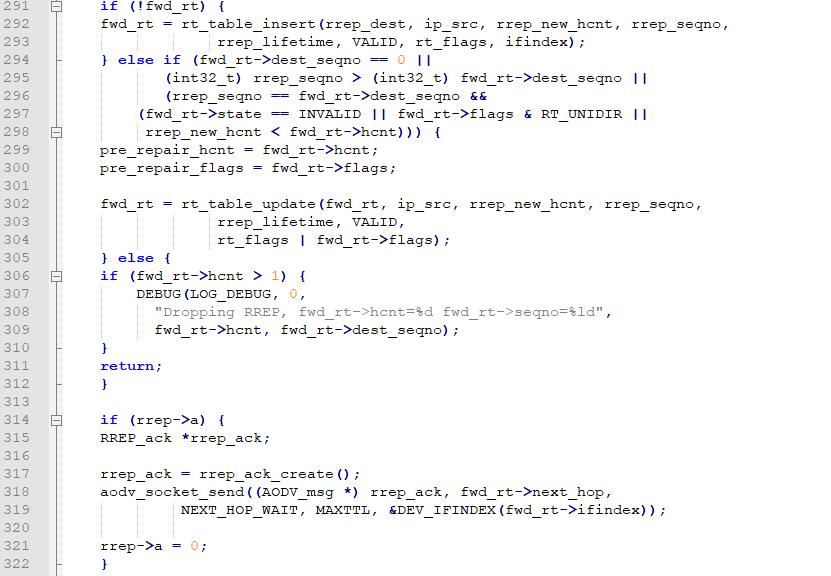 291 if (!fwd_rt) {
292 fwd_rt = rt_table_insert(rrep_dest, ip_src, rrep_new_hcnt, rrep_seqno,
293 rrep_lifetime, VALID, rt_flags, ifindex);
294 } else if (fwd_rt->dest_seqno == 0 ||
295 (int32_t) rrep_seqno > (int32_t) fwd_rt->dest_seqno ||
296 (rrep_seqno == fwd_rt->dest_seqno &&
297 (fwd_rt->state == INVALID || fwd_rt->flags & RT_UNIDIR ||
298 rrep_new_hcnt < fwd_rt->hcnt))) {
299 pre_repair_hcnt = fwd_rt->hcnt;
300 pre_repair_flags = fwd_rt->flags;
301
302 fwd_rt = rt_table_update(fwd_rt, ip_src, rrep_new_hcnt, rrep_seqno,
303 rrep_lifetime, VALID,
304 rt_flags | fwd_rt->flags);
305 } else {
306 if (fwd_rt->hcnt > 1) {
307 DEBUG(LOG_DEBUG, 0,
308 "Dropping RREP, fwd_rt->hcnt=%d fwd_rt->seqno=%ld",
309 fwd_rt->hcnt, fwd_rt->dest_seqno);
310 }
311 return;
312 }
313
314 if (rrep->a) {
315 RREP_ack *rrep_ack;
316
317 rrep_ack = rrep_ack_create();
318 aodv_socket_send((AODV_msg *) rrep_ack, fwd_rt->next_hop,
319 NEXT_HOP_WAIT, MAXTTL, &DEV_IFINDEX(fwd_rt->ifindex));
320
321 rrep->a = 0;
322 }